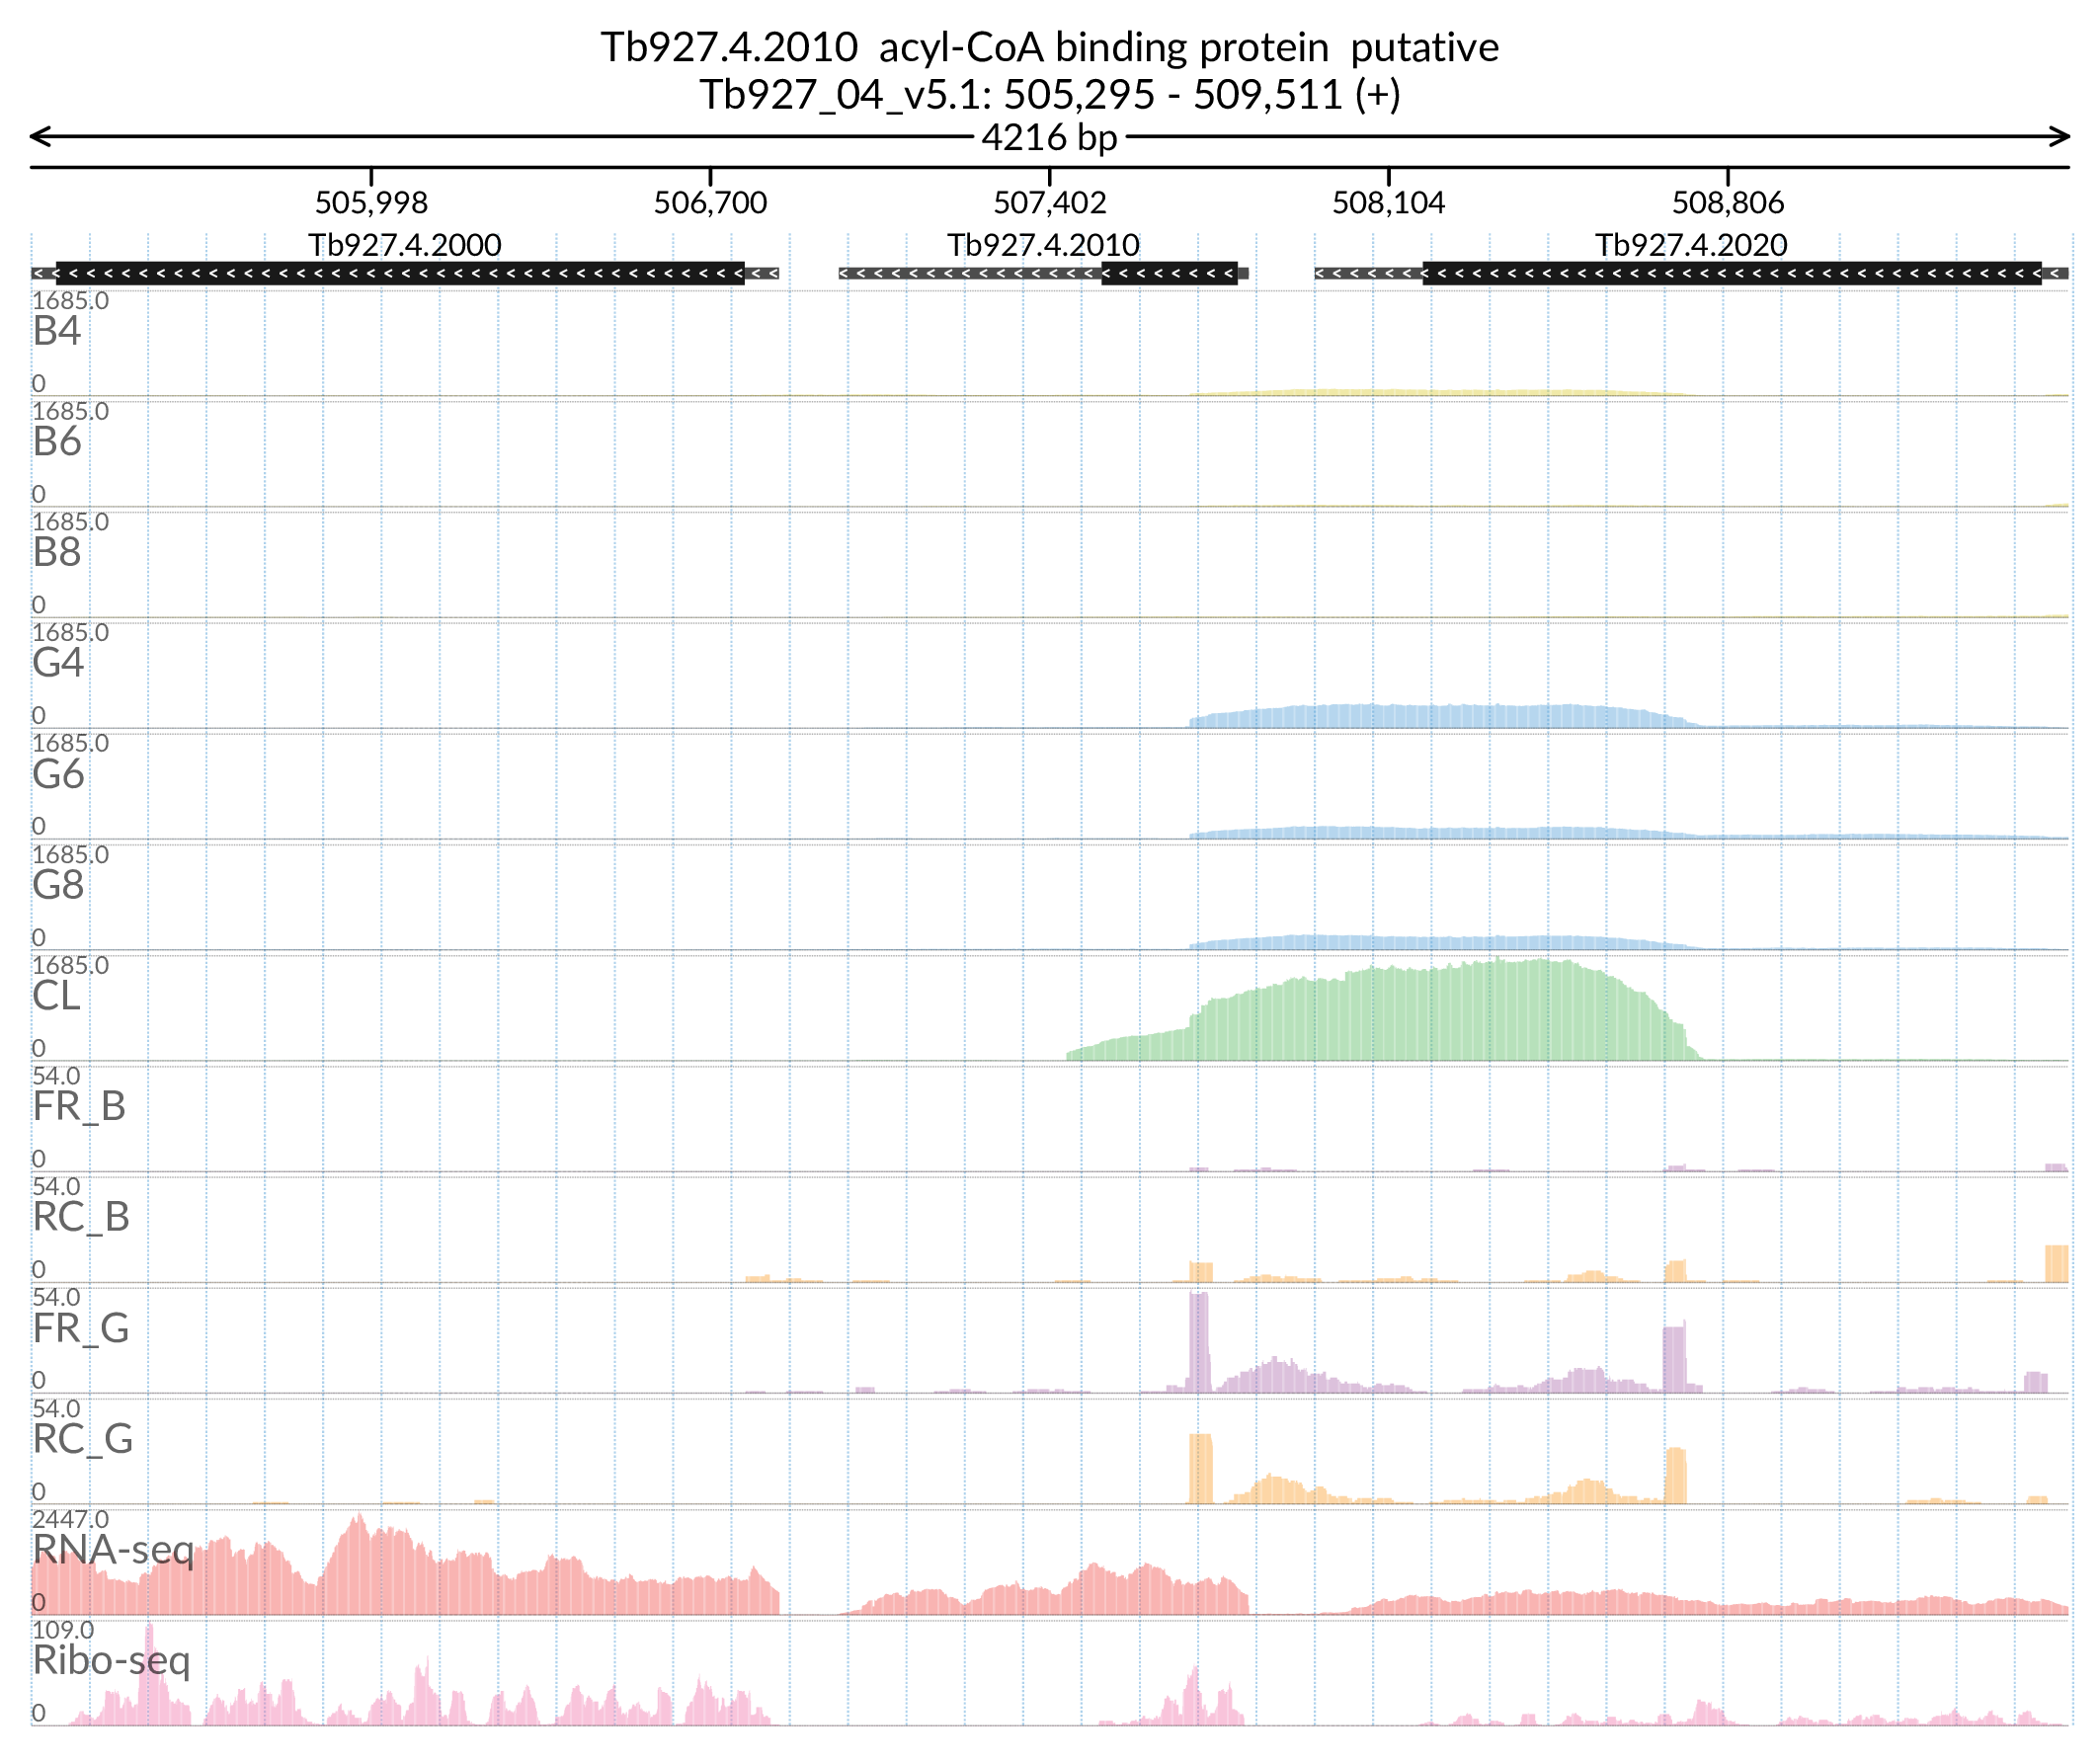 Tb927.4.2010 acyl-CoA binding protein putative
Tb927_04_v5.1: 505,295 - 509,511 (+)
4216 bp
505,998 506,700 507,402 508,104 508,806
Tb927.4.2000 Tb927.4.2010 Tb927.4.2020
1685.0
B4
0
1685.0
B6
0
1685.0
B8
0
1685.0
G4
0
1685.0
G6
0
1685.0
G8
0
1685.0
CL
0
54.0
FR_B
0
54.0
RC_B
0
54.0
FR_G
0
54.0
RC_G
0
2447.0
RNA-seq
0
109.0
Ribo-seq
0